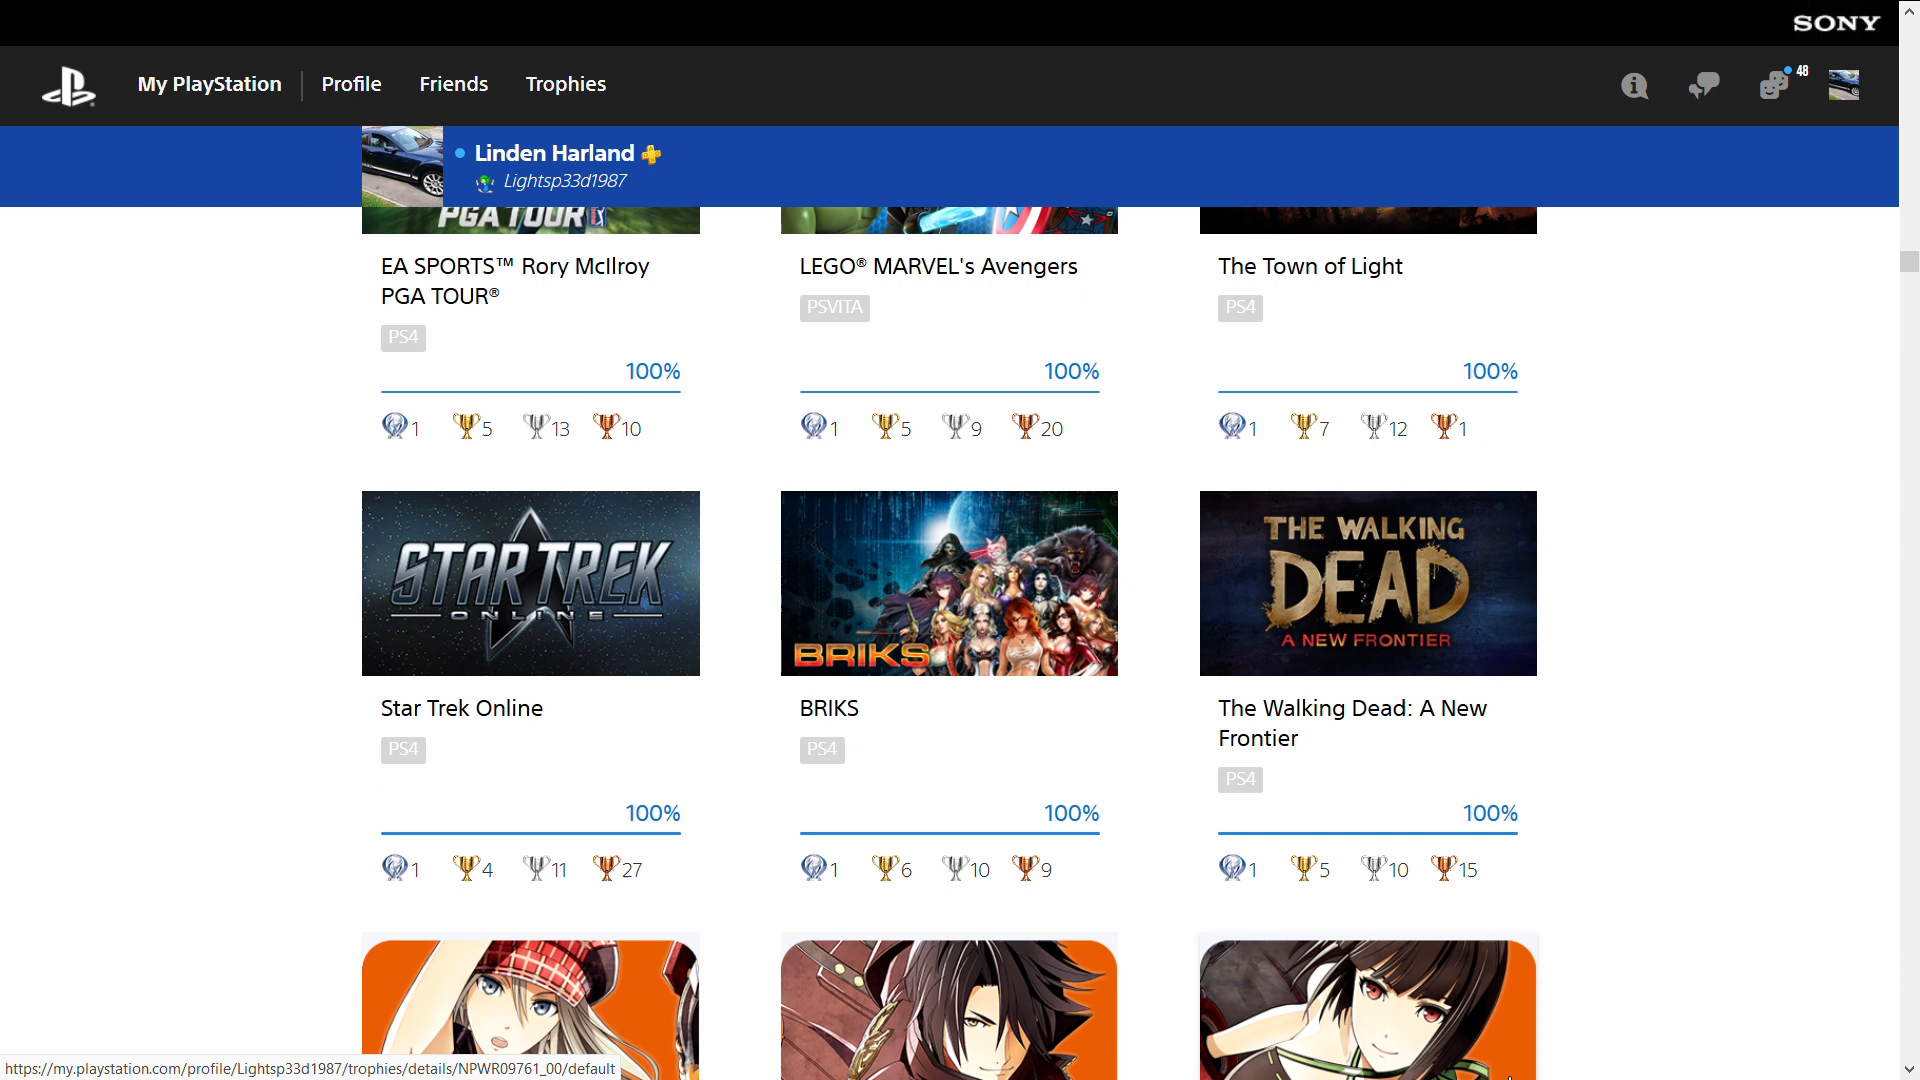 SONY
My PlayStation Profile Friends Trophies
48
Linden Harland
Lightsp33d1987
PGA TOUR
EA SPORTS™ Rory McIlroy
PGA TOUR®
PS4
100%
1 5 13 10
LEGO® MARVEL's Avengers
PSVITA
100%
1 5 9 20
The Town of Light
PS4
100%
1 7 12 1
STAR TREK
ONLINE
Star Trek Online
PS4
100%
1 4 11 27
BRIKS
BRIKS
PS4
100%
1 6 10 9
THE WALKING
DEAD
A NEW FRONTIER
The Walking Dead: A New
Frontier
PS4
100%
1 5 10 15
https://my.playstation.com/profile/Lightsp33d1987/trophies/details/NPWR09761_00/default